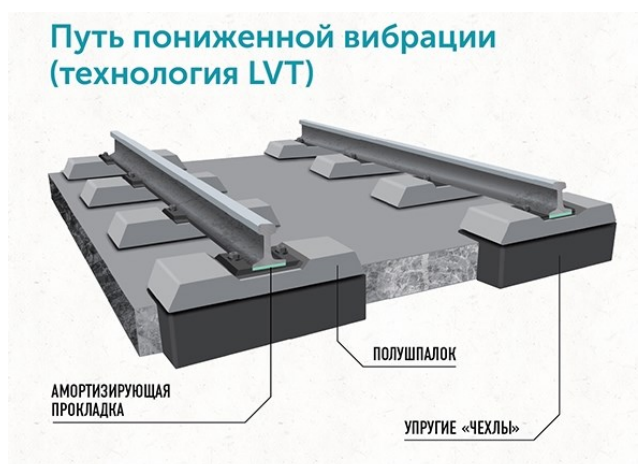 Путь пониженной вибрации
(технология LVT)
ПОЛУШПАЛОК
АМОРТИЗИРУЮЩАЯ
ПРОКЛАДКА
УПРУГИЕ «ЧЕХЛЫ»